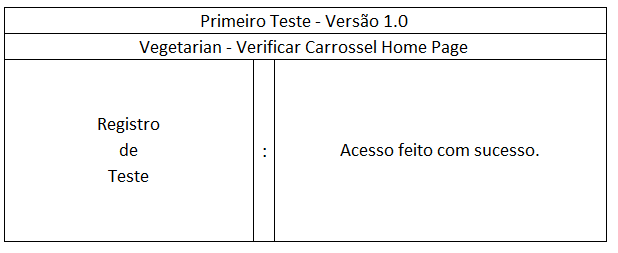 Primeiro Teste - Versão 1.0
Vegetarian - Verificar Carrossel Home Page
Registro
de
Teste
:
Acesso feito com sucesso.